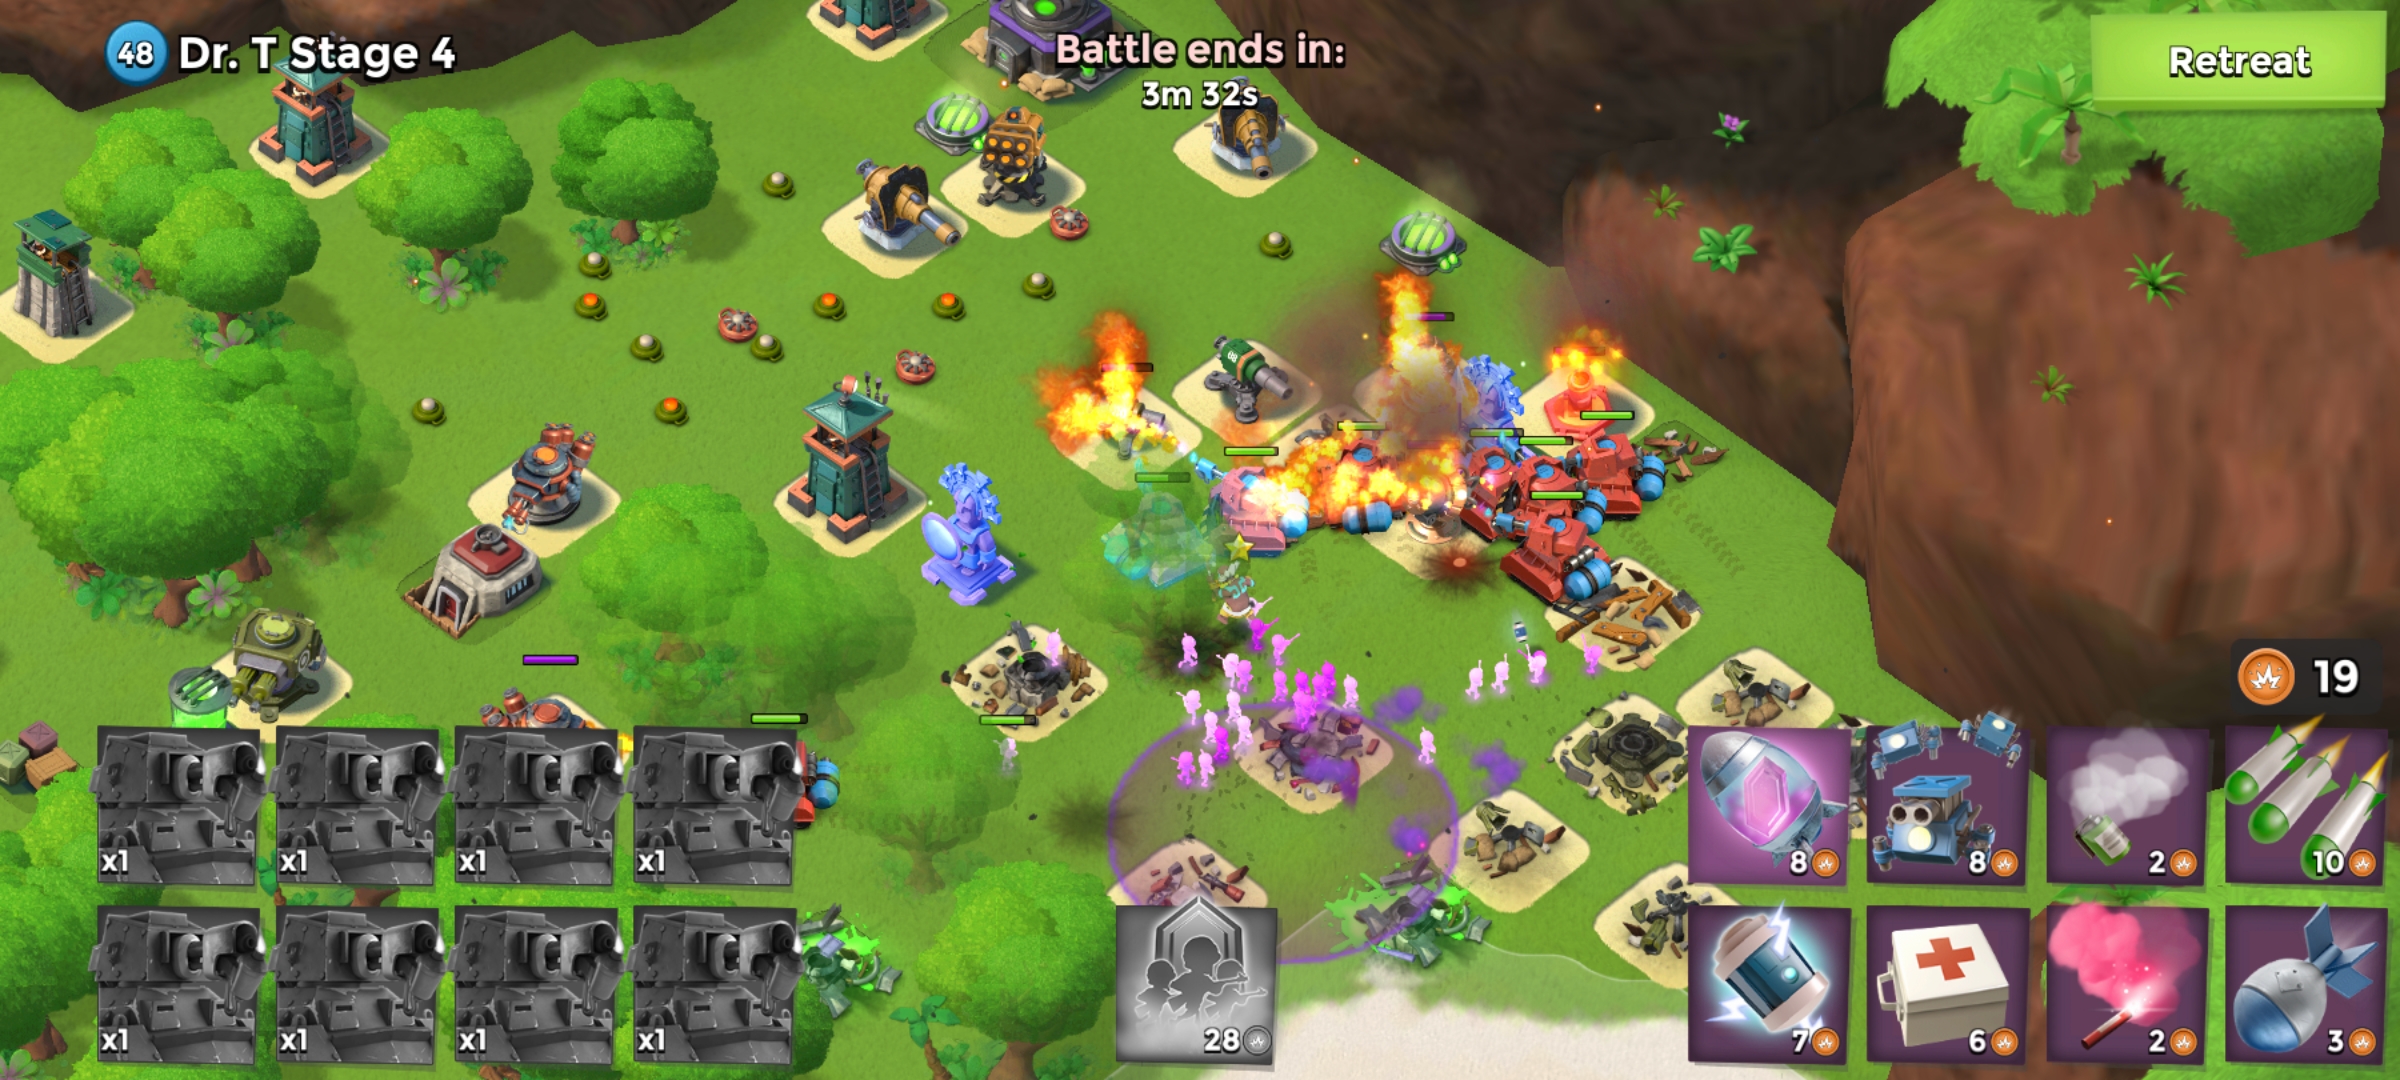 48 Dr. T Stage 4
Battle ends in:
3m 32s
Retreat
19
x1 x1 x1 x1
8 8 2 10
x1 x1 x1 x1
28
7 6 2 3